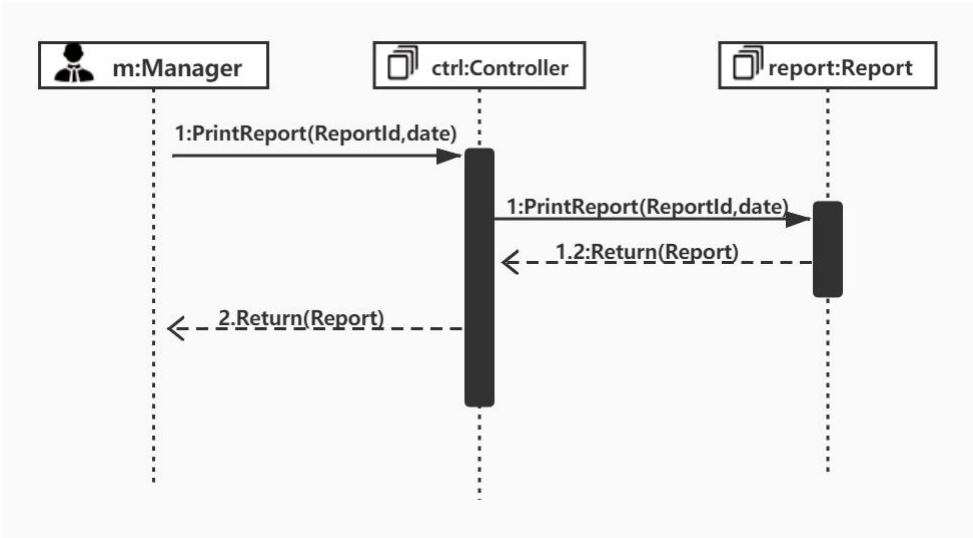 m:Manager
ctrl:Controller
report:Report
1:PrintReport(ReportId,date)
1:PrintReport(ReportId,date)
1.2:Return(Report)
2.Return(Report)